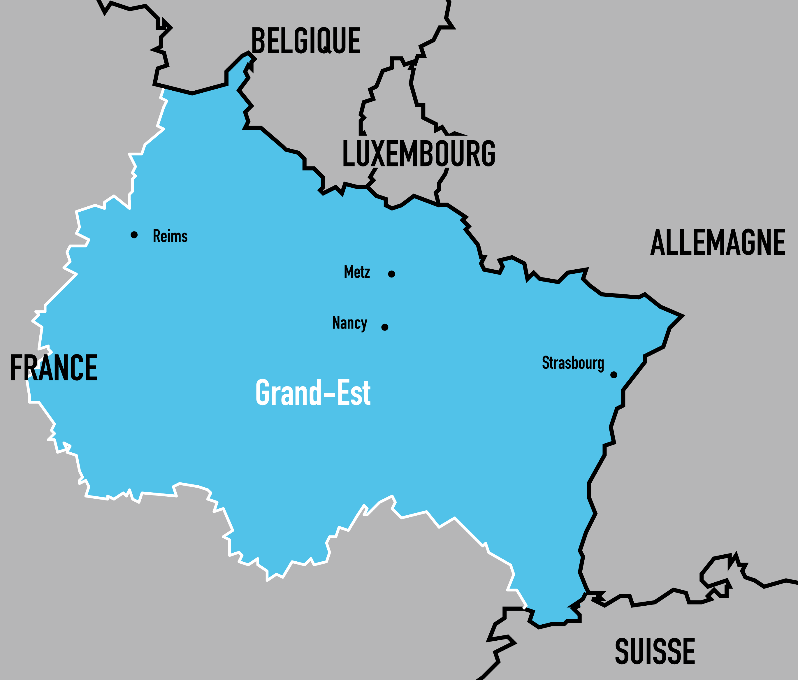 BELGIQUE
LUXEMBOURG
Reims
ALLEMAGNE
Metz
Nancy
FRANCE
Strasbourg
Grand-Est
SUISSE